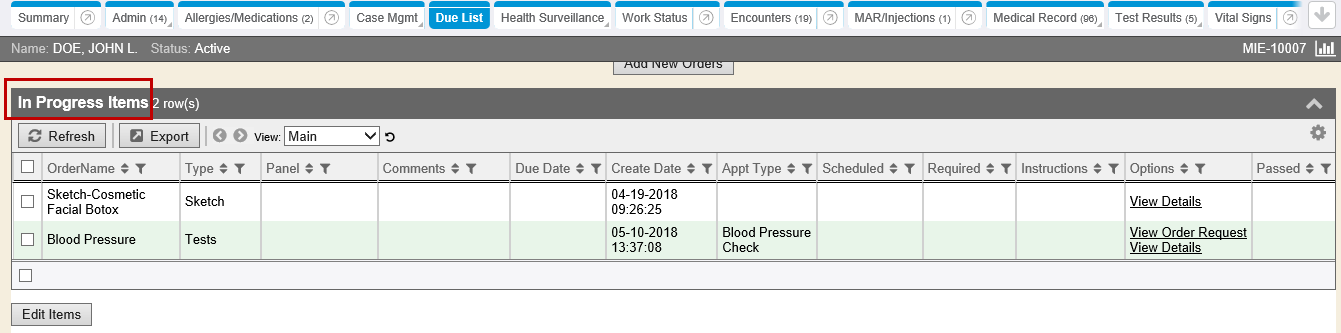 Summary Admin (14) Allergies/Medications (2) Case Mgmt Due List Health Surveillance Work Status Encounters (19) MAR/Injections (1) Medical Record (96) Test Results (5) Vital Signs
Name: DOE, JOHN L. Status: Active MIE-10007
Add New Orders
In Progress Items 2 row(s)
Refresh Export View: Main
OrderName Type Panel Comments Due Date Create Date Appt Type Scheduled Required Instructions Options Passed
Sketch-Cosmetic
Facial Botox
Sketch
04-19-2018
09:26:25
View Details
Blood Pressure
Tests
05-10-2018
13:37:08
Blood Pressure
Check
View Order Request
View Details
Edit Items